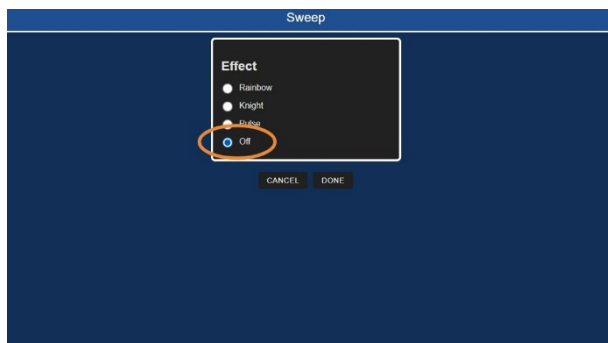 Sweep
Effect
Rainbow
Knight
Pulse
Off
CANCEL DONE